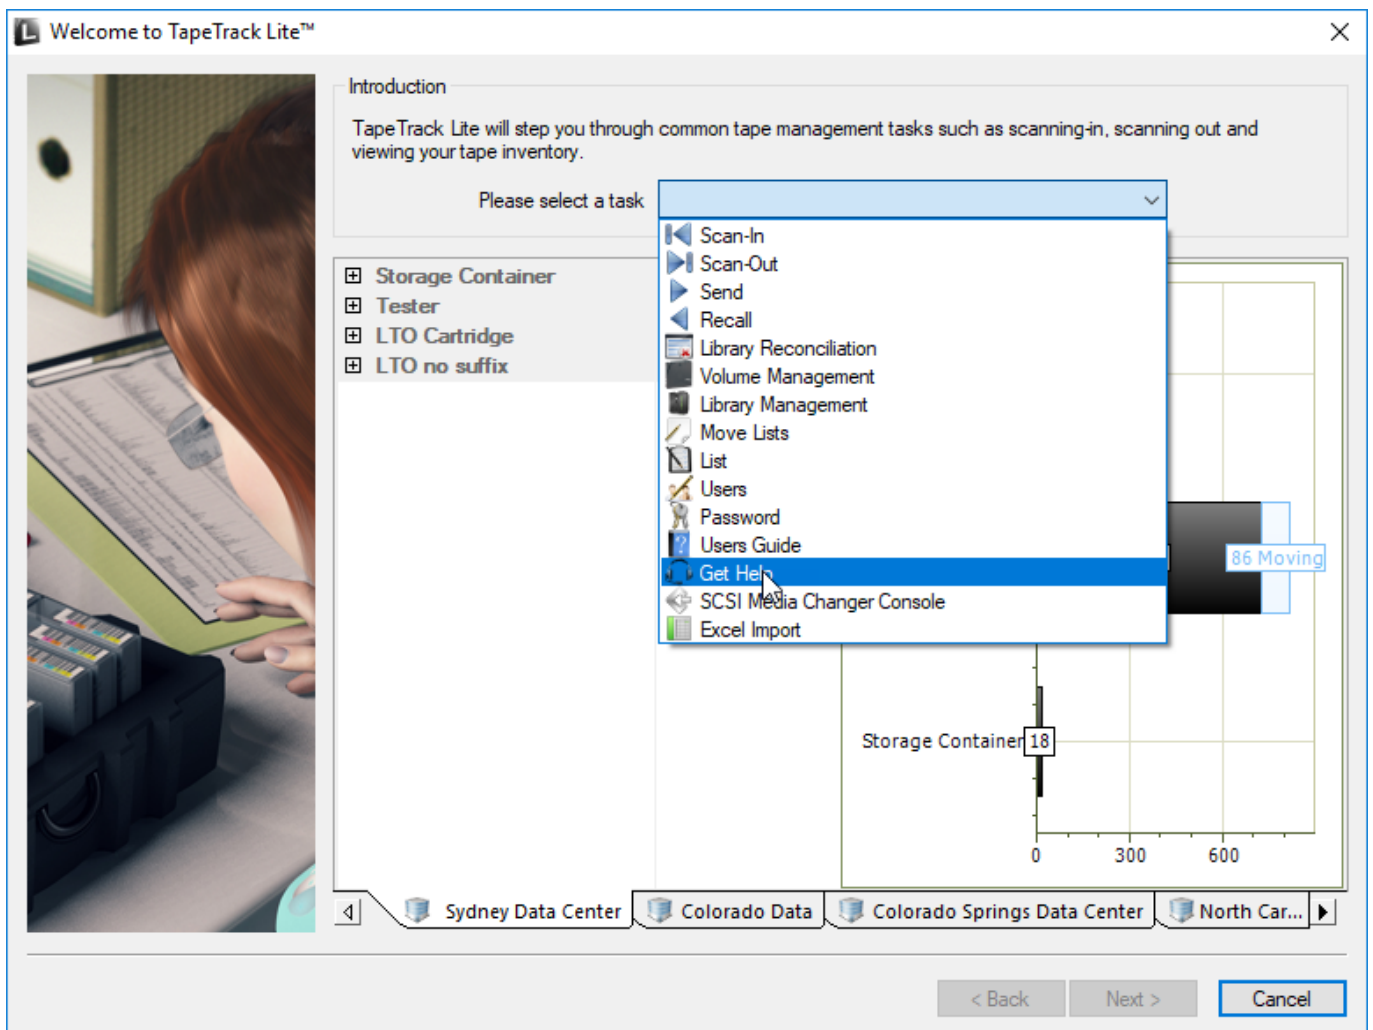 Welcome to TapeTrack Lite™
Introduction
TapeTrack Lite will step you through common tape management tasks such as scanning-in, scanning out and
viewing your tape inventory.
Please select a task
Scan-In
Scan-Out
Send
Recall
Library Reconciliation
Volume Management
Library Management
Move Lists
List
Users
Password
Users Guide
Get Help
SCSI Media Changer Console
Excel Import
Storage Container
Tester
LTO Cartridge
LTO no suffix
86 Moving
Storage Container 18
0 300 600
Sydney Data Center Colorado Data Colorado Springs Data Center North Car...
< Back Next > Cancel